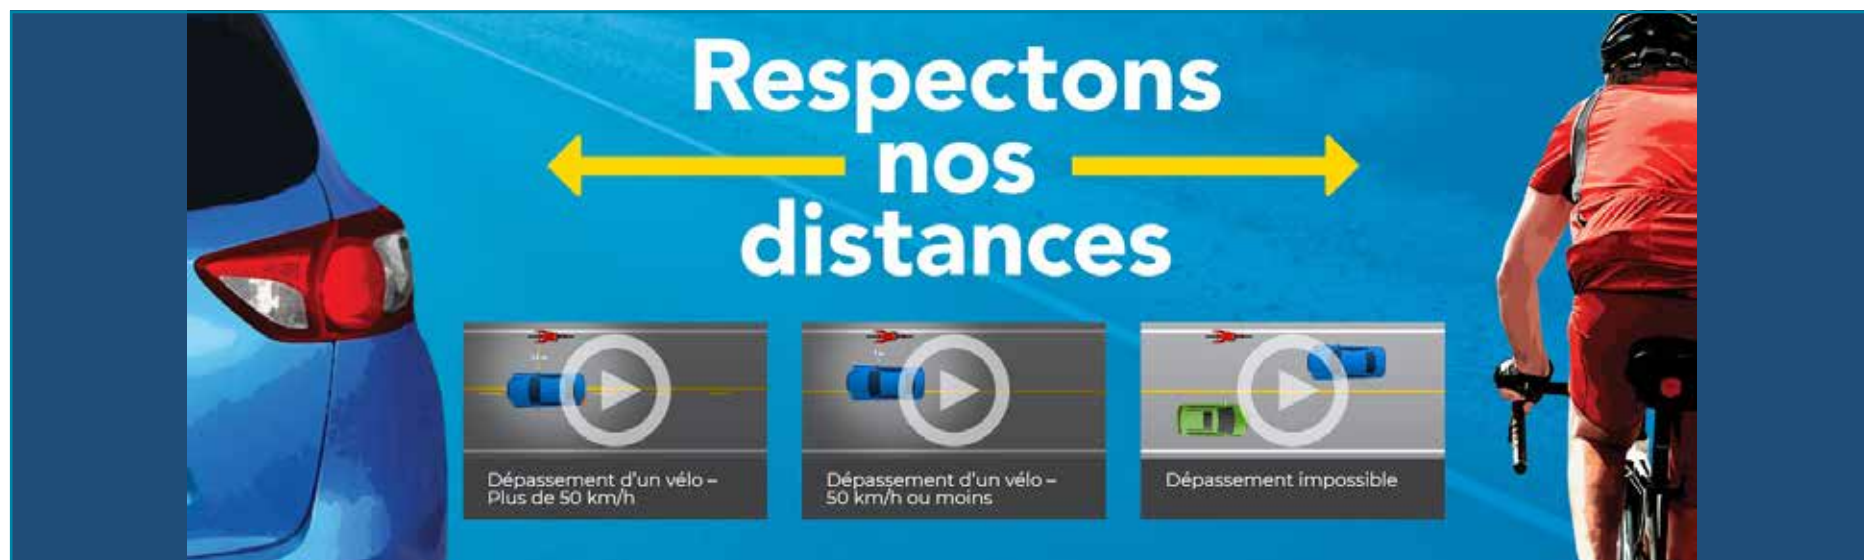 Respectons
nos
distances
Dépassement d'un vélo –
Plus de 50 km/h
Dépassement d'un vélo –
50 km/h ou moins
Dépassement impossible